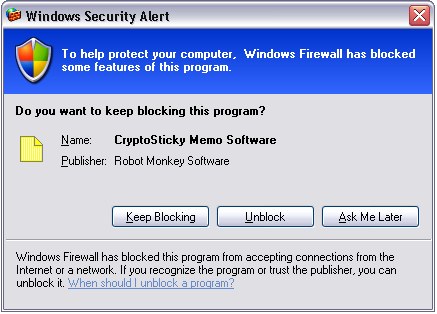 Windows Security Alert
To help protect your computer,  Windows Firewall has blocked
some features of this program.
Do you want to keep blocking this program?
Name: CryptoSticky Memo Software
Publisher: Robot Monkey Software
Keep Blocking Unblock Ask Me Later
Windows Firewall has blocked this program from accepting connections from the
Internet or a network. If you recognize the program or trust the publisher, you can
unblock it. When should I unblock a program?